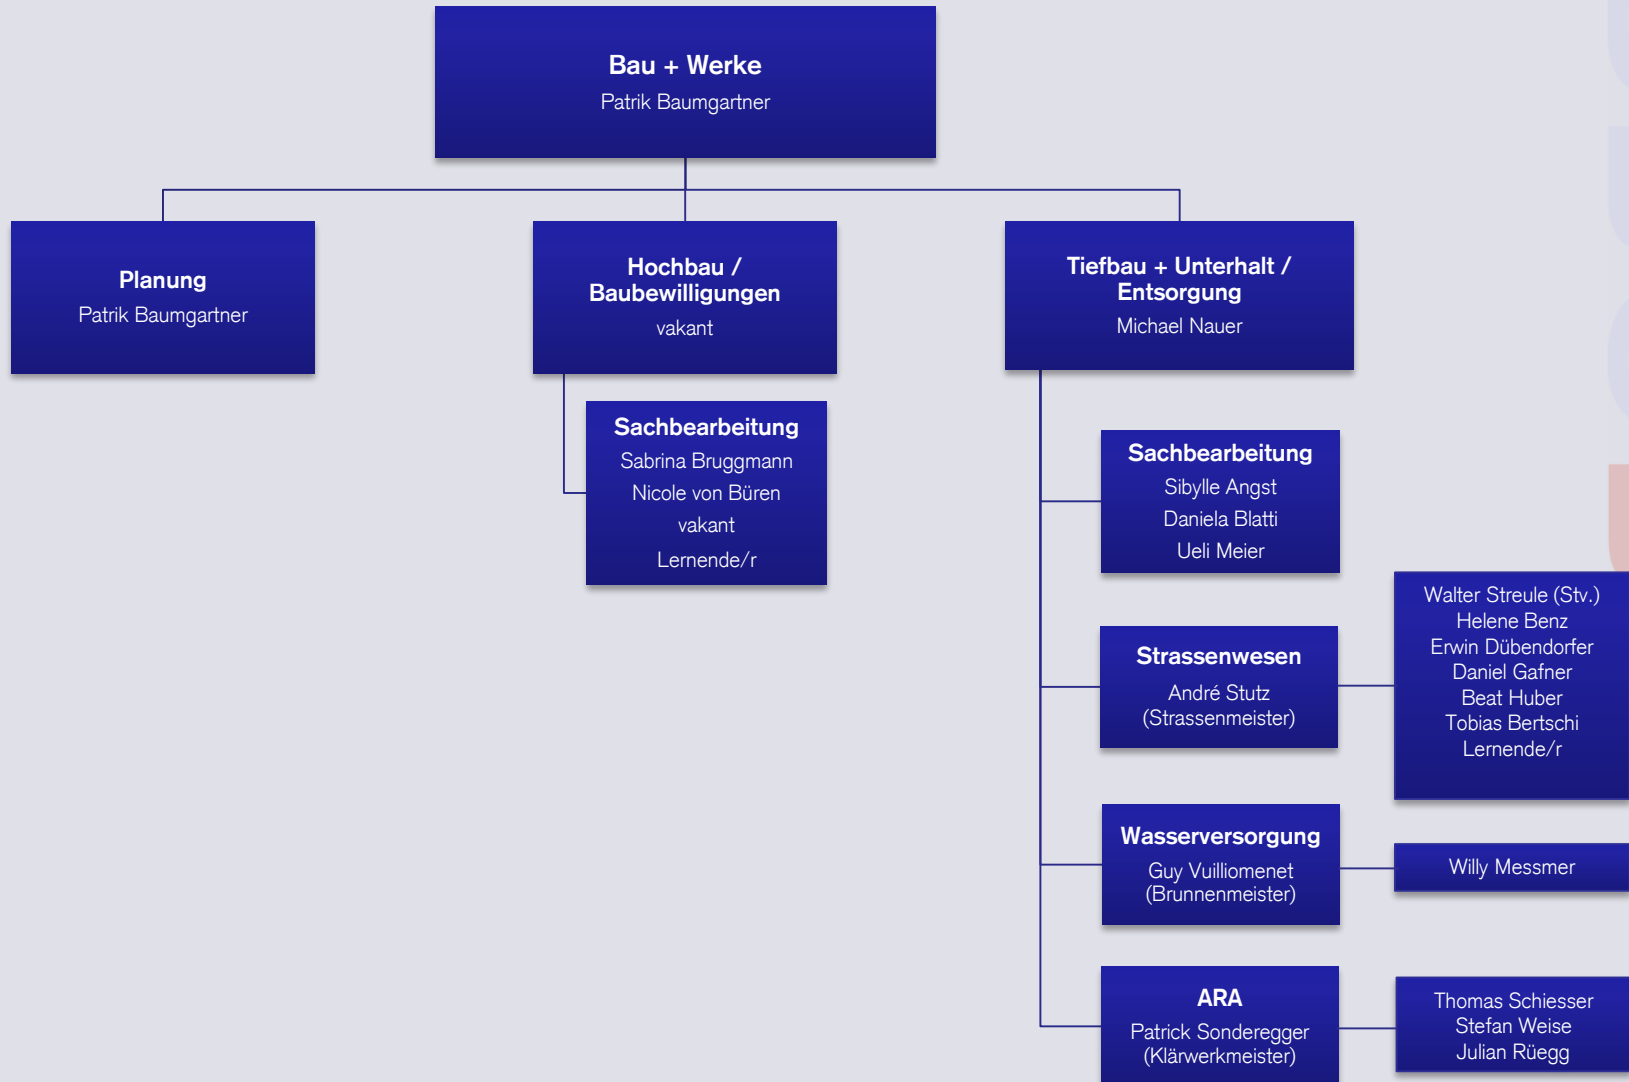 Bau + Werke
Patrik Baumgartner
Planung
Patrik Baumgartner
Hochbau /
Baubewilligungen
vakant
Sachbearbeitung
Sabrina Bruggmann
Nicole von Büren
vakant
Lernende/r
Tiefbau + Unterhalt /
Entsorgung
Michael Nauer
Sachbearbeitung
Sibylle Angst
Daniela Blatti
Ueli Meier
Strassenwesen
André Stutz
(Strassenmeister)
Walter Streule (Stv.)
Helene Benz
Erwin Dübendorfer
Daniel Gafner
Beat Huber
Tobias Bertschi
Lernende/r
Wasserversorgung
Guy Vuilliomenet
(Brunnenmeister)
Willy Messmer
ARA
Patrick Sonderegger
(Klärwerkmeister)
Thomas Schiesser
Stefan Weise
Julian Rüegg